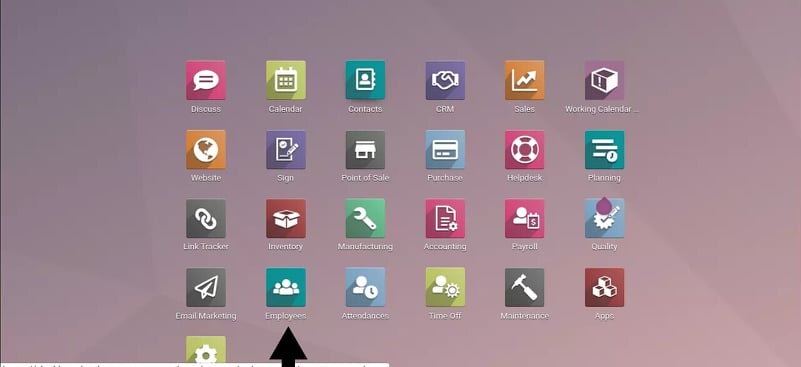 Discuss
Calendar
Contacts
CRM
Sales
Working Calendar ...
Website
Sign
Point of Sale
Purchase
Helpdesk
Planning
Link Tracker
Inventory
Manufacturing
Accounting
Payroll
Quality
Email Marketing
Employees
Attendances
Time Off
Maintenance
Apps